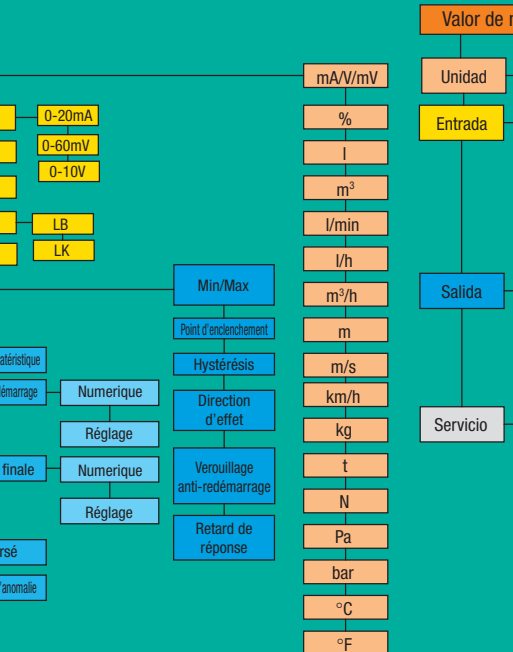 0-20mA
0-60mV
0-10V
LB
LK
démarrage
Numerique
Réglage
finale
Numerique
Réglage
Min/Max
Point d'enclenchement
Hystérésis
Direction
d'effet
Verouillage
anti-redémarrage
Retard de
réponse
mA/V/mV
%
l
m³
l/min
l/h
m³/h
m
m/s
km/h
kg
t
N
Pa
bar
°C
°F
Valor de
Unidad
Entrada
Salida
Servicio